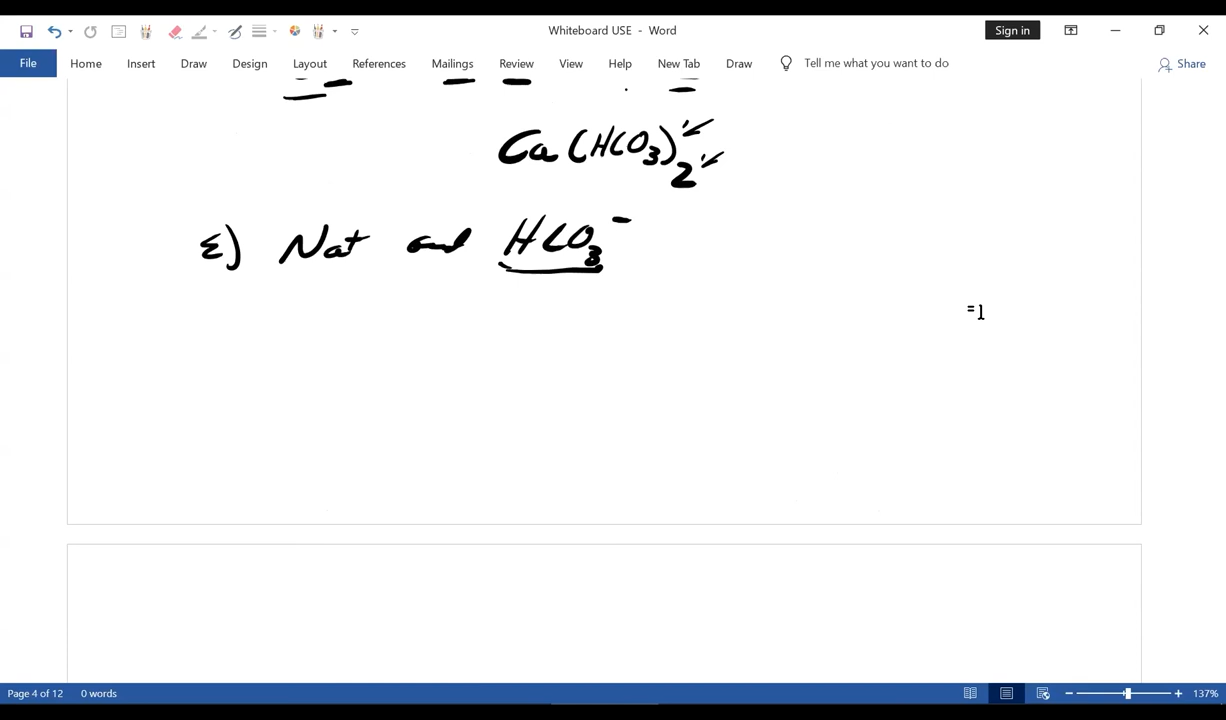 Whiteboard USE - Word
Sign in
File Home Insert Draw Design Layout References Mailings Review View Help New Tab Draw Tell me what you want to do Share
Ca(HCO3)2
ε) Na+ and HCO3-
=1
Page 4 of 12 0 words 137%